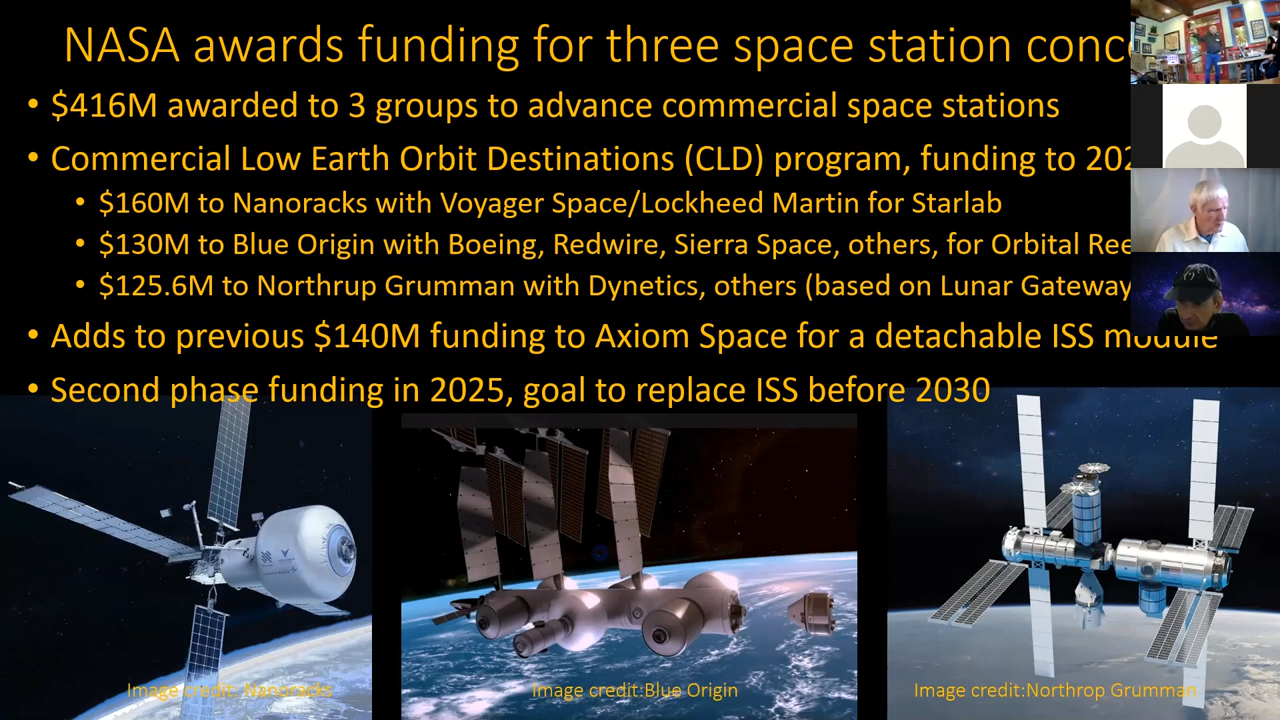 NASA awards funding for three space station conc
• $416M awarded to 3 groups to advance commercial space stations
• Commercial Low Earth Orbit Destinations (CLD) program, funding to 202
• $160M to Nanoracks with Voyager Space/Lockheed Martin for Starlab
• $130M to Blue Origin with Boeing, Redwire, Sierra Space, others, for Orbital Ree
• $125.6M to Northrup Grumman with Dynetics, others (based on Lunar Gateway
• Adds to previous $140M funding to Axiom Space for a detachable ISS module
• Second phase funding in 2025, goal to replace ISS before 2030
Image credit: Nanoracks
Image credit:Blue Origin
Image credit:Northrop Grumman